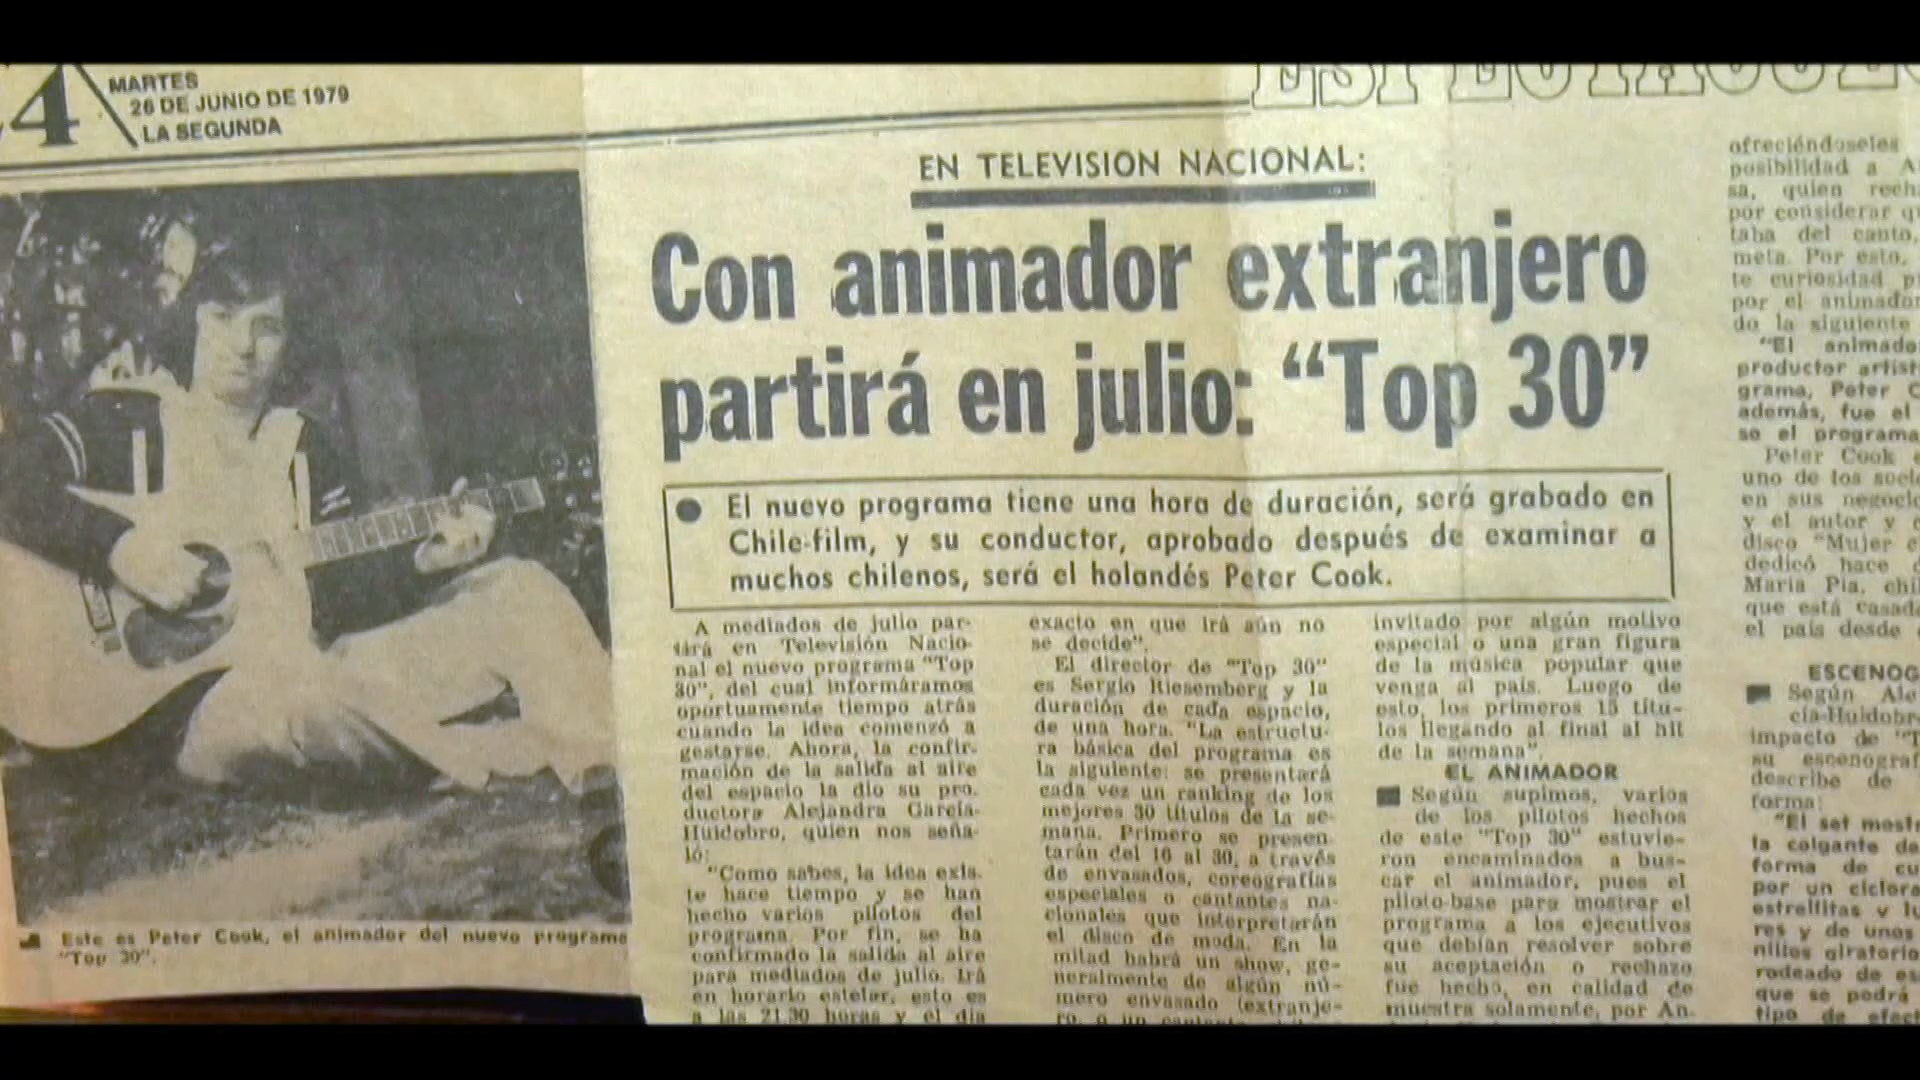 4
MARTES
26 DE JUNIO DE 1979
LA SEGUNDA
EN TELEVISION NACIONAL:
Con animador extranjero
partirá en julio: “Top 30”
El nuevo programa tiene una hora de duración, será grabado en
Chile-film, y su conductor, aprobado después de examinar a
muchos chilenos, será el holandés Peter Cook.
Este es Peter Cook, el animador del nuevo programa
"Top 30".
A mediados de julio par-
tirá en Televisión Nacio-
nal el nuevo programa "Top
30", del cual informáramos
oportuamente tiempo atrás
cuando la idea comenzó a
gestarse. Ahora, la confir-
mación de la salida al aire
del espacio la dio su pro-
ductora Alejandra García-
Huidobro, quien nos seña-
ló:
"Como sabes, la idea exis-
te hace tiempo y se han
hecho varios pilotos del
programa. Por fin, se ha
confirmado la salida al aire
para mediados de julio. Irá
en horario estelar, esto es
a las 21.30 horas y el día
exacto en que irá aún no
se decide".
El director de "Top 30"
es Sergio Riesemberg y la
duración de cada espacio,
de una hora. "La estructu-
ra básica del programa es
la siguiente: se presentará
cada vez un ranking de los
mejores 30 títulos de la se-
mana. Primero se presen-
tarán del 16 al 30, a través
de envasados, coreografías
especiales o cantantes na-
cionales que interpretarán
el disco de moda. En la
mitad habrá un show, ge-
neralmente de algún nú-
mero envasado (extranje-
ro, o un
invitado por algún motivo
especial o una gran figura
de la música popular que
venga al país. Luego de
esto, los primeros 15 títu-
los llegando al final al hit
de la semana".
EL ANIMADOR
Según supimos, varios
de los pilotos hechos
de este "Top 30" estuvie-
ron encaminados a bus-
car el animador, pues el
piloto-base para mostrar el
programa a los ejecutivos
que debían resolver sobre
su aceptación o rechazo
fue hecho, en calidad de
muestra solamente, por An-
ofreciéndoseles
posibilidad a
sa, quien
por considerar
taba del canto,
meta. Por esto,
te curiosidad
por el animador
do la siguiente
"El
productor
grama, Peter
además, fue el
so el programa
Peter Cook
uno de los
en sus
y el autor y
disco "Mujer
dedicó hace
María Pía,
que está
el país desde
ESCENOG
Según
cía-Huidobro
impacto de
su
describe de
forma:
"El set
la colgante de
forma de
por un
estrellitas y
res y de unos
rodeado de
que se podrá
tipo de